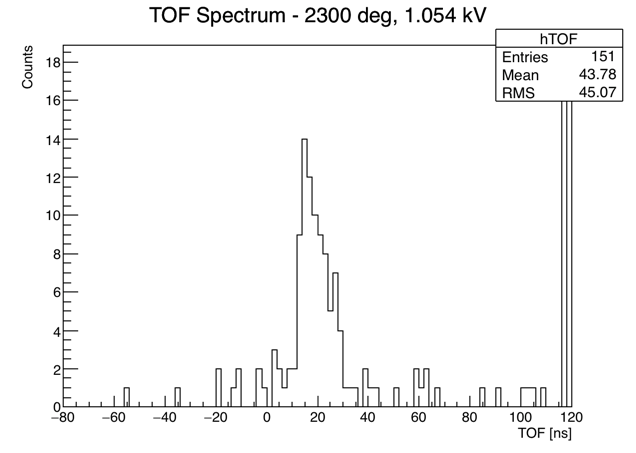 TOF Spectrum - 2300 deg, 1.054 kV
hTOF
Entries 151
Mean 43.78
RMS 45.07
Counts
18
16
14
12
10
8
6
4
2
0
−80 −60 −40 −20 0 20 40 60 80 100 120
TOF [ns]